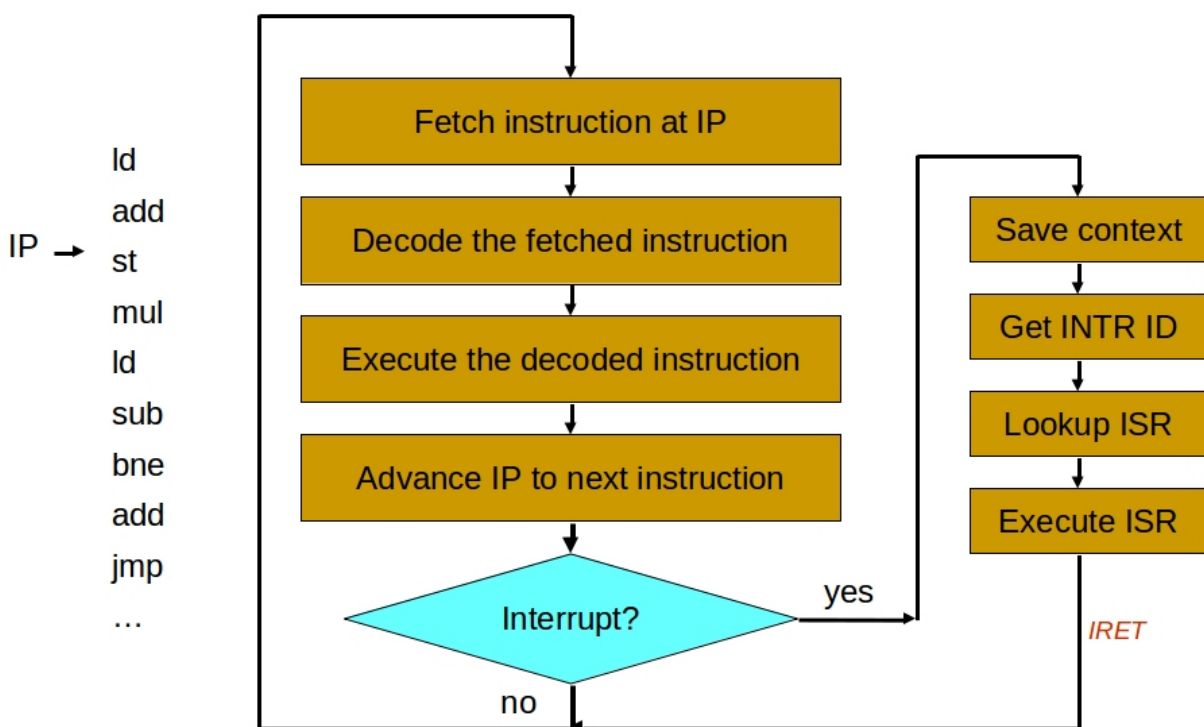 IP
ld
add
st
mul
ld
sub
bne
add
jmp
...
Fetch instruction at IP
Decode the fetched instruction
Execute the decoded instruction
Advance IP to next instruction
Interrupt?
yes
no
Save context
Get INTR ID
Lookup ISR
Execute ISR
IRET